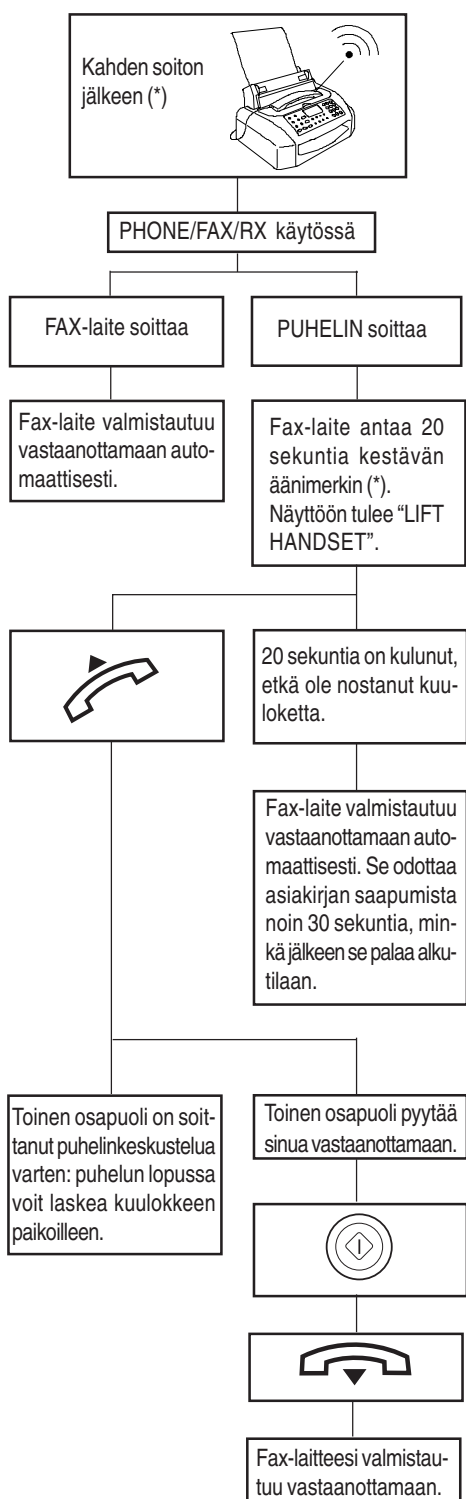 Kahden soiton
jälkeen (*)
PHONE/FAX/RX käytössä
FAX-laite soittaa
PUHELIN soittaa
Fax-laite valmistautuu
vastaanottamaan auto-
maattisesti.
Fax-laite antaa 20
sekuntia kestävän
äänimerkin (*).
Näyttöön tulee “LIFT
HANDSET”.
20 sekuntia on kulunut,
etkä ole nostanut kuu-
loketta.
Fax-laite valmistautuu
vastaanottamaan auto-
maattisesti. Se odottaa
asiakirjan saapumista
noin 30 sekuntia, min-
kä jälkeen se palaa alku-
tilaan.
Toinen osapuoli on soit-
tanut puhelinkeskustelua
varten: puhelun lopussa
voit laskea kuulokkeen
paikoilleen.
Toinen osapuoli pyytää
sinua vastaanottamaan.
Fax-laitteesi valmistau-
tuu vastaanottamaan.